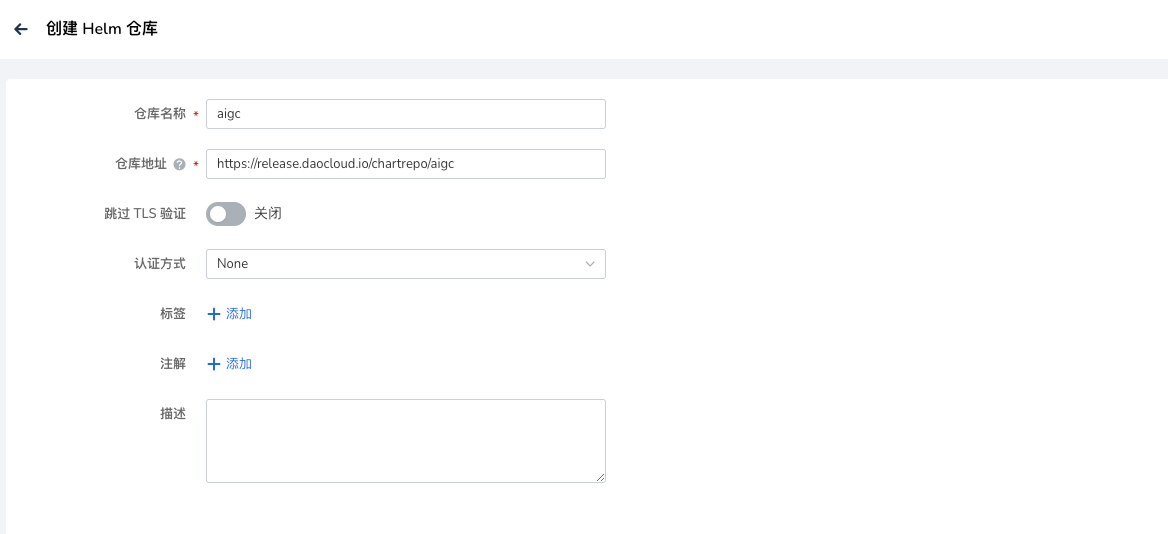 创建 Helm 仓库
仓库名称 * aigc
仓库地址 ? * https://release.daocloud.io/chartrepo/aigc
跳过 TLS 验证 关闭
认证方式 None
标签 + 添加
注解 + 添加
描述